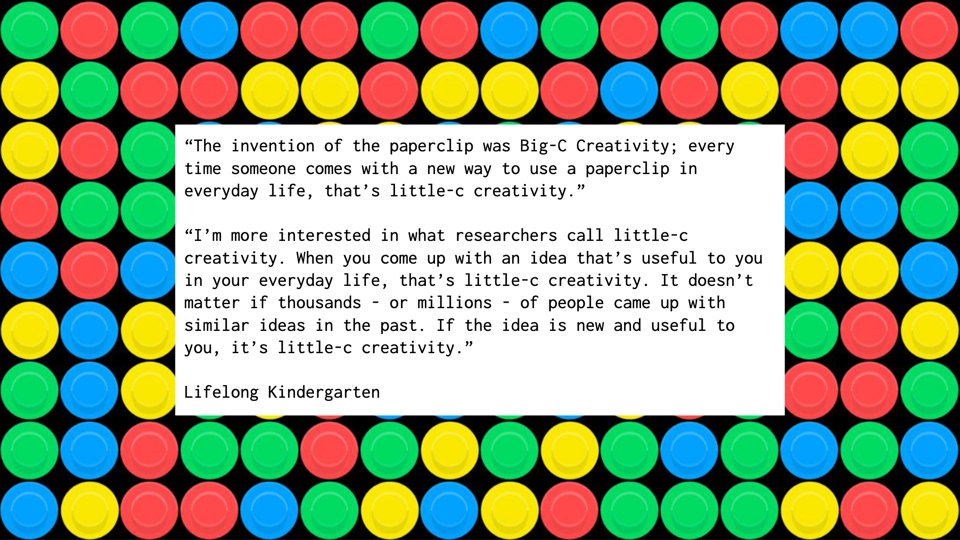 “The invention of the paperclip was Big-C Creativity; every
time someone comes with a new way to use a paperclip in
everyday life, that’s little-c creativity.”
“I’m more interested in what researchers call little-c
creativity. When you come up with an idea that’s useful to you
in your everyday life, that’s little-c creativity. It doesn’t
matter if thousands - or millions - of people came up with
similar ideas in the past. If the idea is new and useful to
you, it’s little-c creativity.”
Lifelong Kindergarten